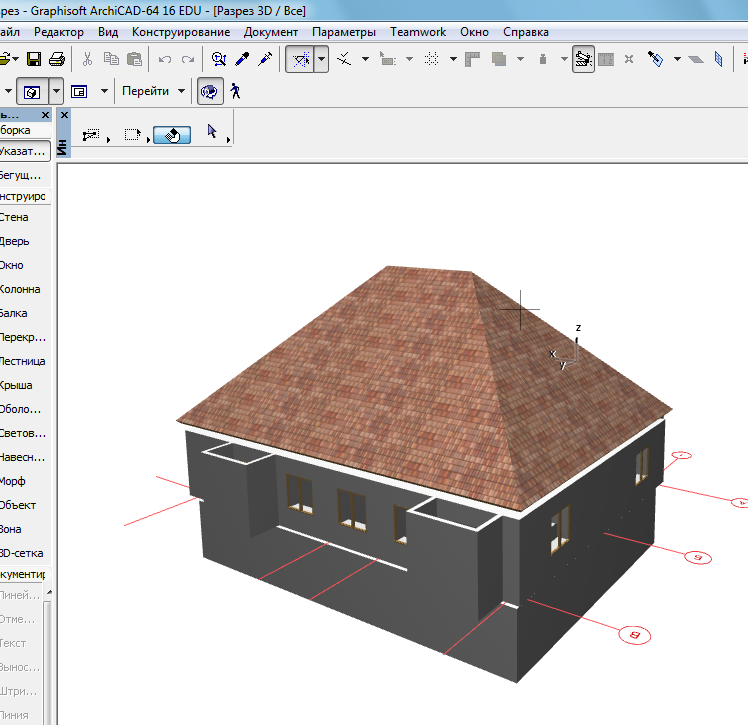 рез - Graphisoft ArchiCAD-64 16 EDU - [Разрез 3D / Все]
айл Редактор Вид Конструирование Документ Параметры Teamwork Окно Справка
Перейти
ь...
борка
Указат...
Бегущ...
нструиро
Стена
Дверь
Окно
Колонна
Балка
Перекр...
Лестница
Крыша
Оболо...
Светов...
Навесн...
Морф
Объект
Зона
3D-сетка
кументир
Линей...
Отме...
Текст
Вынос...
Штри...
Линия
Ин
z
x
y
Б
В